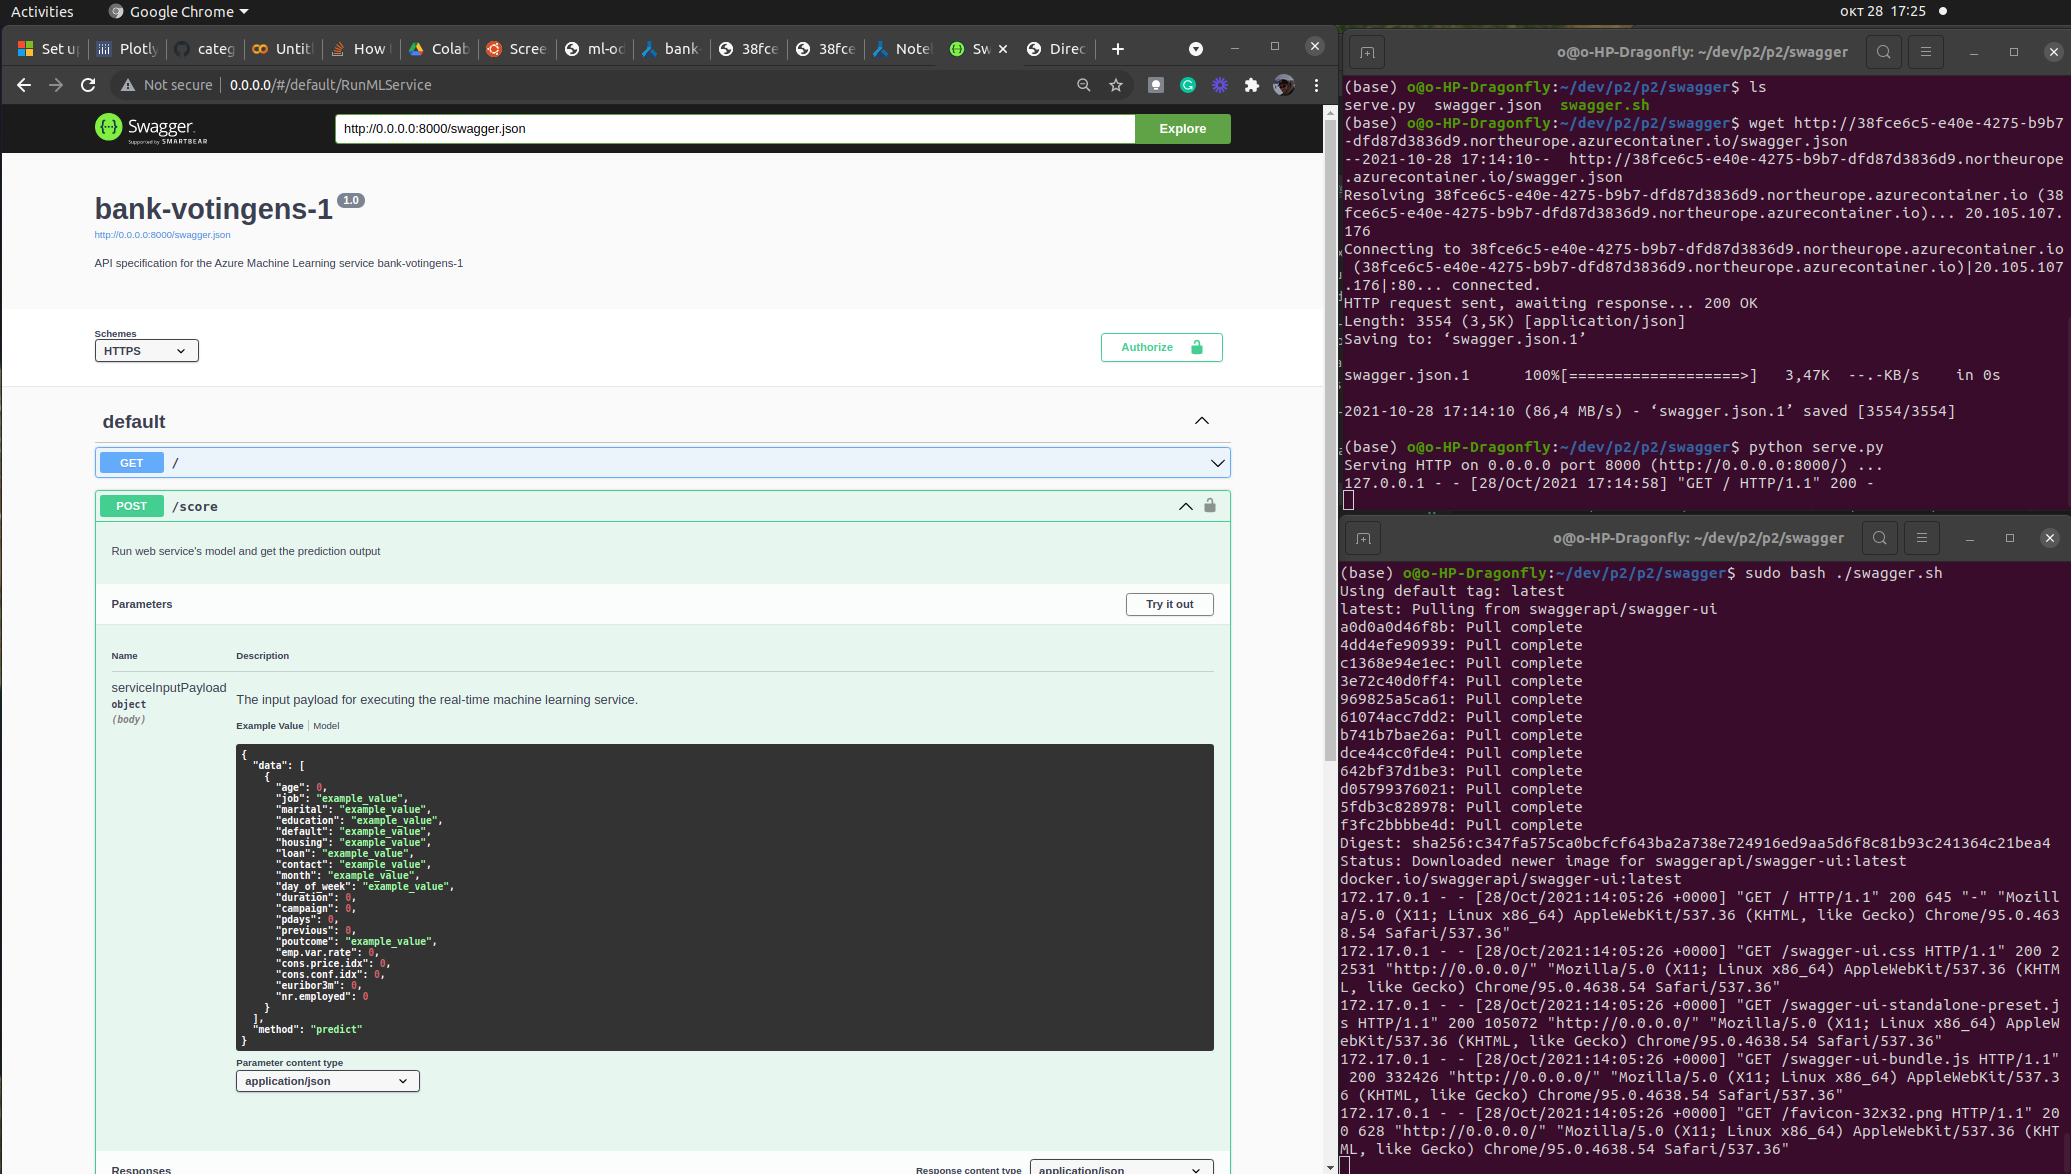 Activities
Google Chrome
окт 28 17:25
Set up
Plotly
categ
Untitl
How
Colab
Scree
ml-o
bank-
38fce
38fce
Notel
Sw
Direc
Not secure
0.0.0.0/#/default/RunMLService
Swagger.
Supported by SMARTBEAR
http://0.0.0.0:8000/swagger.json
Explore
bank-votingens-1 1.0
http://0.0.0.0:8000/swagger.json
API specification for the Azure Machine Learning service bank-votingens-1
Schemes
HTTPS
Authorize
default
GET /
POST /score
Run web service's model and get the prediction output
Parameters
Try it out
Name Description
serviceInputPayload
object
(body)
The input payload for executing the real-time machine learning service.
Example Value Model
{
"data": [
{
"age": 0,
"job": "example_value",
"marital": "example_value",
"education": "example_value",
"default": "example_value",
"housing": "example_value",
"loan": "example_value",
"contact": "example_value",
"month": "example_value",
"day_of_week": "example_value",
"duration": 0,
"campaign": 0,
"pdays": 0,
"previous": 0,
"poutcome": "example_value",
"emp.var.rate": 0,
"cons.price.idx": 0,
"cons.conf.idx": 0,
"euribor3m": 0,
"nr.employed": 0
}
],
"method": "predict"
}
Parameter content type
application/json
Responses
Response content type
application/json
o@o-HP-Dragonfly: ~/dev/p2/p2/swagger
(base) o@o-HP-Dragonfly:~/dev/p2/p2/swagger$ ls
serve.py swagger.json swagger.sh
(base) o@o-HP-Dragonfly:~/dev/p2/p2/swagger$ wget http://38fce6c5-e40e-4275-b9b7
-dfd87d3836d9.northeurope.azurecontainer.io/swagger.json
--2021-10-28 17:14:10-- http://38fce6c5-e40e-4275-b9b7-dfd87d3836d9.northeurope
.azurecontainer.io/swagger.json
Resolving 38fce6c5-e40e-4275-b9b7-dfd87d3836d9.northeurope.azurecontainer.io (38
fce6c5-e40e-4275-b9b7-dfd87d3836d9.northeurope.azurecontainer.io)... 20.105.107.
176
Connecting to 38fce6c5-e40e-4275-b9b7-dfd87d3836d9.northeurope.azurecontainer.io
(38fce6c5-e40e-4275-b9b7-dfd87d3836d9.northeurope.azurecontainer.io)|20.105.107
.176|:80... connected.
HTTP request sent, awaiting response... 200 OK
Length: 3554 (3,5K) [application/json]
Saving to: ‘swagger.json.1’
swagger.json.1 100%[===================>] 3,47K --.-KB/s in 0s
2021-10-28 17:14:10 (86,4 MB/s) - ‘swagger.json.1’ saved [3554/3554]
(base) o@o-HP-Dragonfly:~/dev/p2/p2/swagger$ python serve.py
Serving HTTP on 0.0.0.0 port 8000 (http://0.0.0.0:8000/) ...
127.0.0.1 - - [28/Oct/2021 17:14:58] "GET / HTTP/1.1" 200 -
o@o-HP-Dragonfly: ~/dev/p2/p2/swagger
(base) o@o-HP-Dragonfly:~/dev/p2/p2/swagger$ sudo bash ./swagger.sh
Using default tag: latest
latest: Pulling from swaggerapi/swagger-ui
a0d0a0d46f8b: Pull complete
4dd4efe90939: Pull complete
c1368e94e1ec: Pull complete
3e72c40d0ff4: Pull complete
969825a5ca61: Pull complete
61074acc7dd2: Pull complete
b741b7bae26a: Pull complete
dce44cc0fde4: Pull complete
642bf37d1be3: Pull complete
d05799376021: Pull complete
5fdb3c828978: Pull complete
f3fc2bbbbe4d: Pull complete
Digest: sha256:c347fa575ca0bcfcf643ba2a738e724916ed9aa5d6f8c81b93c241364c21bea4
Status: Downloaded newer image for swaggerapi/swagger-ui:latest
docker.io/swaggerapi/swagger-ui:latest
172.17.0.1 - - [28/Oct/2021:14:05:26 +0000] "GET / HTTP/1.1" 200 645 "-" "Mozill
a/5.0 (X11; Linux x86_64) AppleWebKit/537.36 (KHTML, like Gecko) Chrome/95.0.463
8.54 Safari/537.36"
172.17.0.1 - - [28/Oct/2021:14:05:26 +0000] "GET /swagger-ui.css HTTP/1.1" 200 2
2531 "http://0.0.0.0/" "Mozilla/5.0 (X11; Linux x86_64) AppleWebKit/537.36 (KHTM
L, like Gecko) Chrome/95.0.4638.54 Safari/537.36"
172.17.0.1 - - [28/Oct/2021:14:05:26 +0000] "GET /swagger-ui-standalone-preset.j
s HTTP/1.1" 200 105072 "http://0.0.0.0/" "Mozilla/5.0 (X11; Linux x86_64) AppleW
ebKit/537.36 (KHTML, like Gecko) Chrome/95.0.4638.54 Safari/537.36"
172.17.0.1 - - [28/Oct/2021:14:05:26 +0000] "GET /swagger-ui-bundle.js HTTP/1.1"
200 332426 "http://0.0.0.0/" "Mozilla/5.0 (X11; Linux x86_64) AppleWebKit/537.3
6 (KHTML, like Gecko) Chrome/95.0.4638.54 Safari/537.36"
172.17.0.1 - - [28/Oct/2021:14:05:26 +0000] "GET /favicon-32x32.png HTTP/1.1" 20
0 628 "http://0.0.0.0/" "Mozilla/5.0 (X11; Linux x86_64) AppleWebKit/537.36 (KHT
ML, like Gecko) Chrome/95.0.4638.54 Safari/537.36"